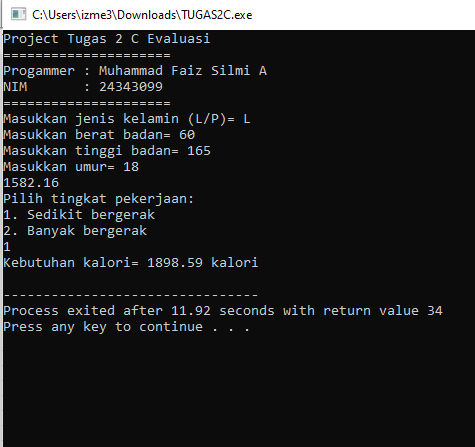 C:\Users\izme3\Downloads\TUGAS2C.exe
Project Tugas 2 C Evaluasi
=====================
Progammer : Muhammad Faiz Silmi A
NIM       : 24343099
=====================
Masukkan jenis kelamin (L/P)= L
Masukkan berat badan= 60
Masukkan tinggi badan= 165
Masukkan umur= 18
1582.16
Pilih tingkat pekerjaan:
1. Sedikit bergerak
2. Banyak bergerak
1
Kebutuhan kalori= 1898.59 kalori
--------------------------------
Process exited after 11.92 seconds with return value 34
Press any key to continue . . .